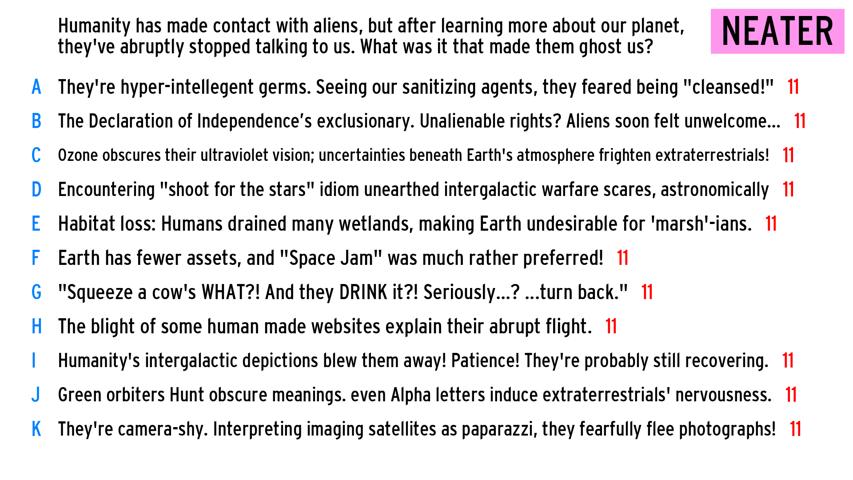 Humanity has made contact with aliens, but after learning more about our planet,
they've abruptly stopped talking to us. What was it that made them ghost us?
NEATER
A They're hyper-intellegent germs. Seeing our sanitizing agents, they feared being "cleansed!" 11
B The Declaration of Independence's exclusionary. Unalienable rights? Aliens soon felt unwelcome... 11
C Ozone obscures their ultraviolet vision; uncertainties beneath Earth's atmosphere frighten extraterrestrials! 11
D Encountering "shoot for the stars" idiom unearthed intergalactic warfare scares, astronomically 11
E Habitat loss: Humans drained many wetlands, making Earth undesirable for 'marsh'-ians. 11
F Earth has fewer assets, and "Space Jam" was much rather preferred! 11
G "Squeeze a cow's WHAT?! And they DRINK it?! Seriously...? ...turn back." 11
H The blight of some human made websites explain their abrupt flight. 11
I Humanity's intergalactic depictions blew them away! Patience! They're probably still recovering. 11
J Green orbiters Hunt obscure meanings. even Alpha letters induce extraterrestrials' nervousness. 11
K They're camera-shy. Interpreting imaging satellites as paparazzi, they fearfully flee photographs! 11